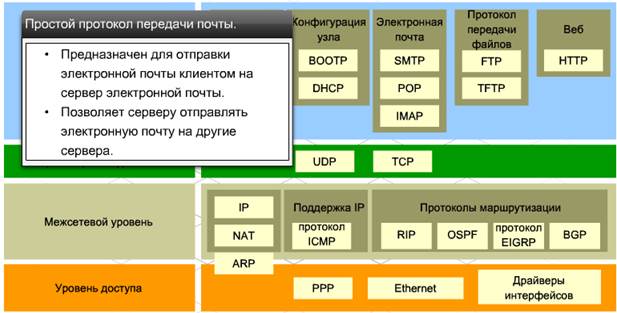 Простой протокол передачи почты.
• Предназначен для отправки
электронной почты клиентом на
сервер электронной почты.
• Позволяет серверу отправлять
электронную почту на другие
сервера.
Конфигурация
узла
BOOTP
DHCP
Электронная
почта
SMTP
POP
IMAP
Протокол
передачи
файлов
FTP
TFTP
Веб
HTTP
UDP
TCP
Межсетевой уровень
IP
NAT
ARP
Поддержка IP
протокол
ICMP
Протоколы маршрутизации
RIP
OSPF
протокол
EIGRP
BGP
Уровень доступа
PPP
Ethernet
Драйверы
интерфейсов